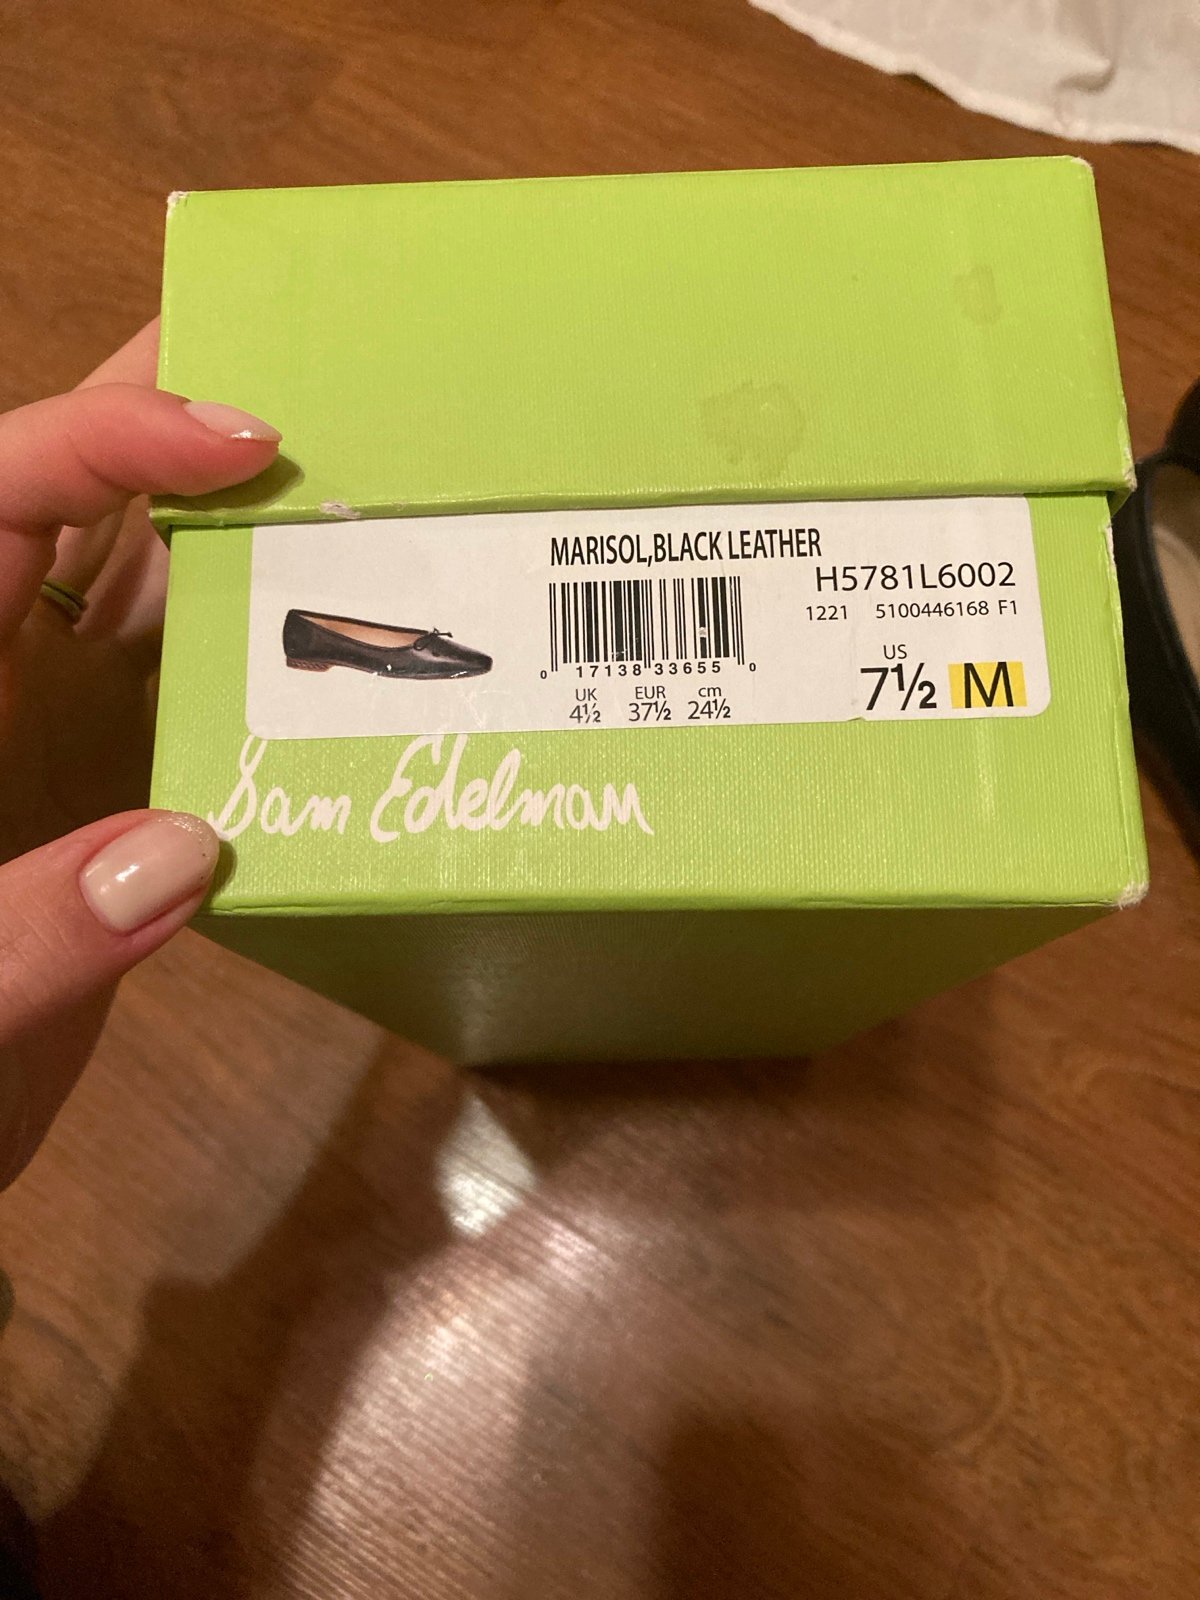 MARISOL,BLACK LEATHER
H5781L6002
1221 5100446168 F1
0 17138 33655 0
UK EUR cm
4½ 37½ 24½
US
7½ M
Sam Edelman